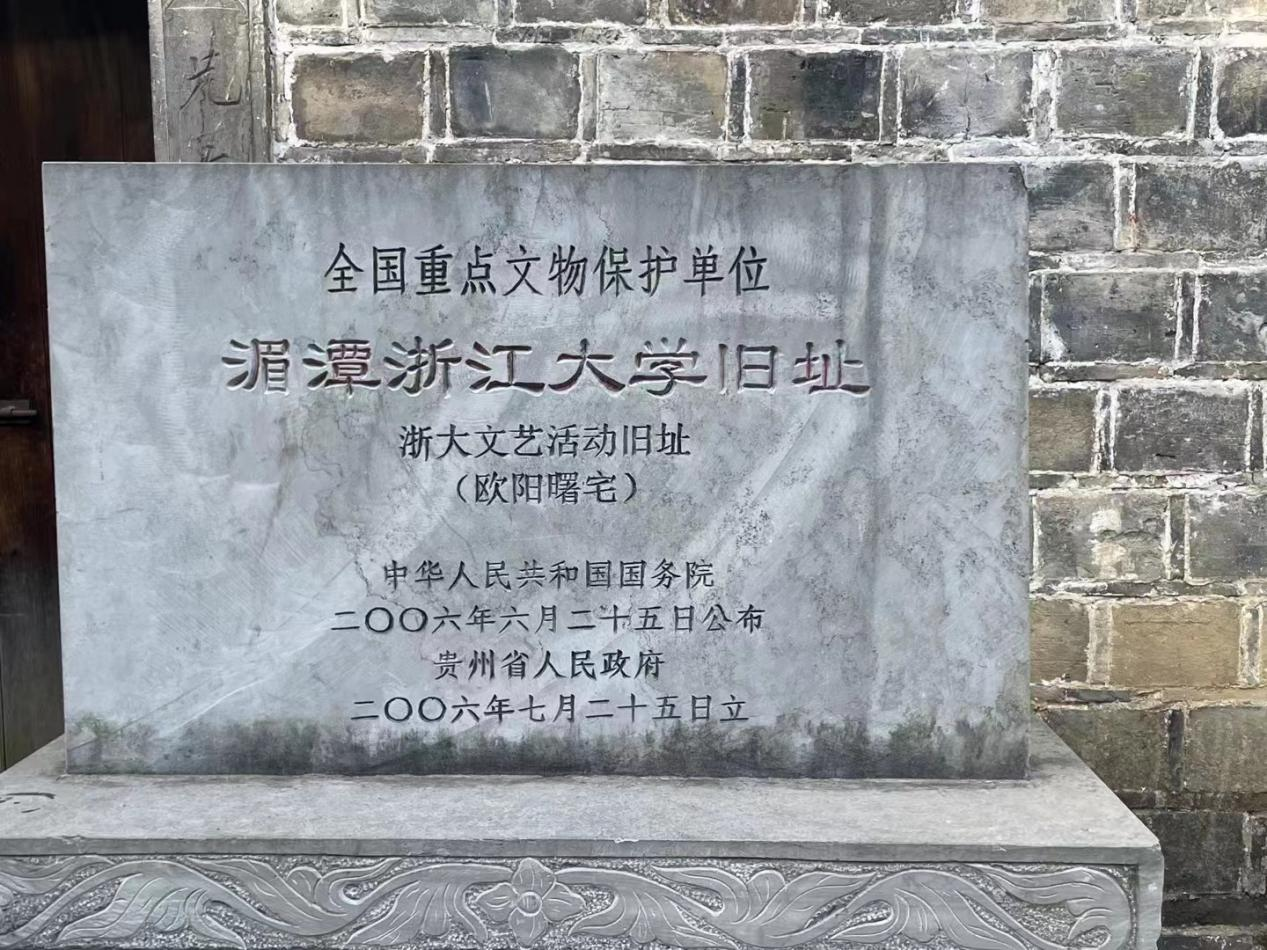 全国重点文物保护单位
湄潭浙江大学旧址
浙大文艺活动旧址
（欧阳曙宅）
中华人民共和国国务院
二〇〇六年六月二十五日公布
贵州省人民政府
二〇〇六年七月二十五日立